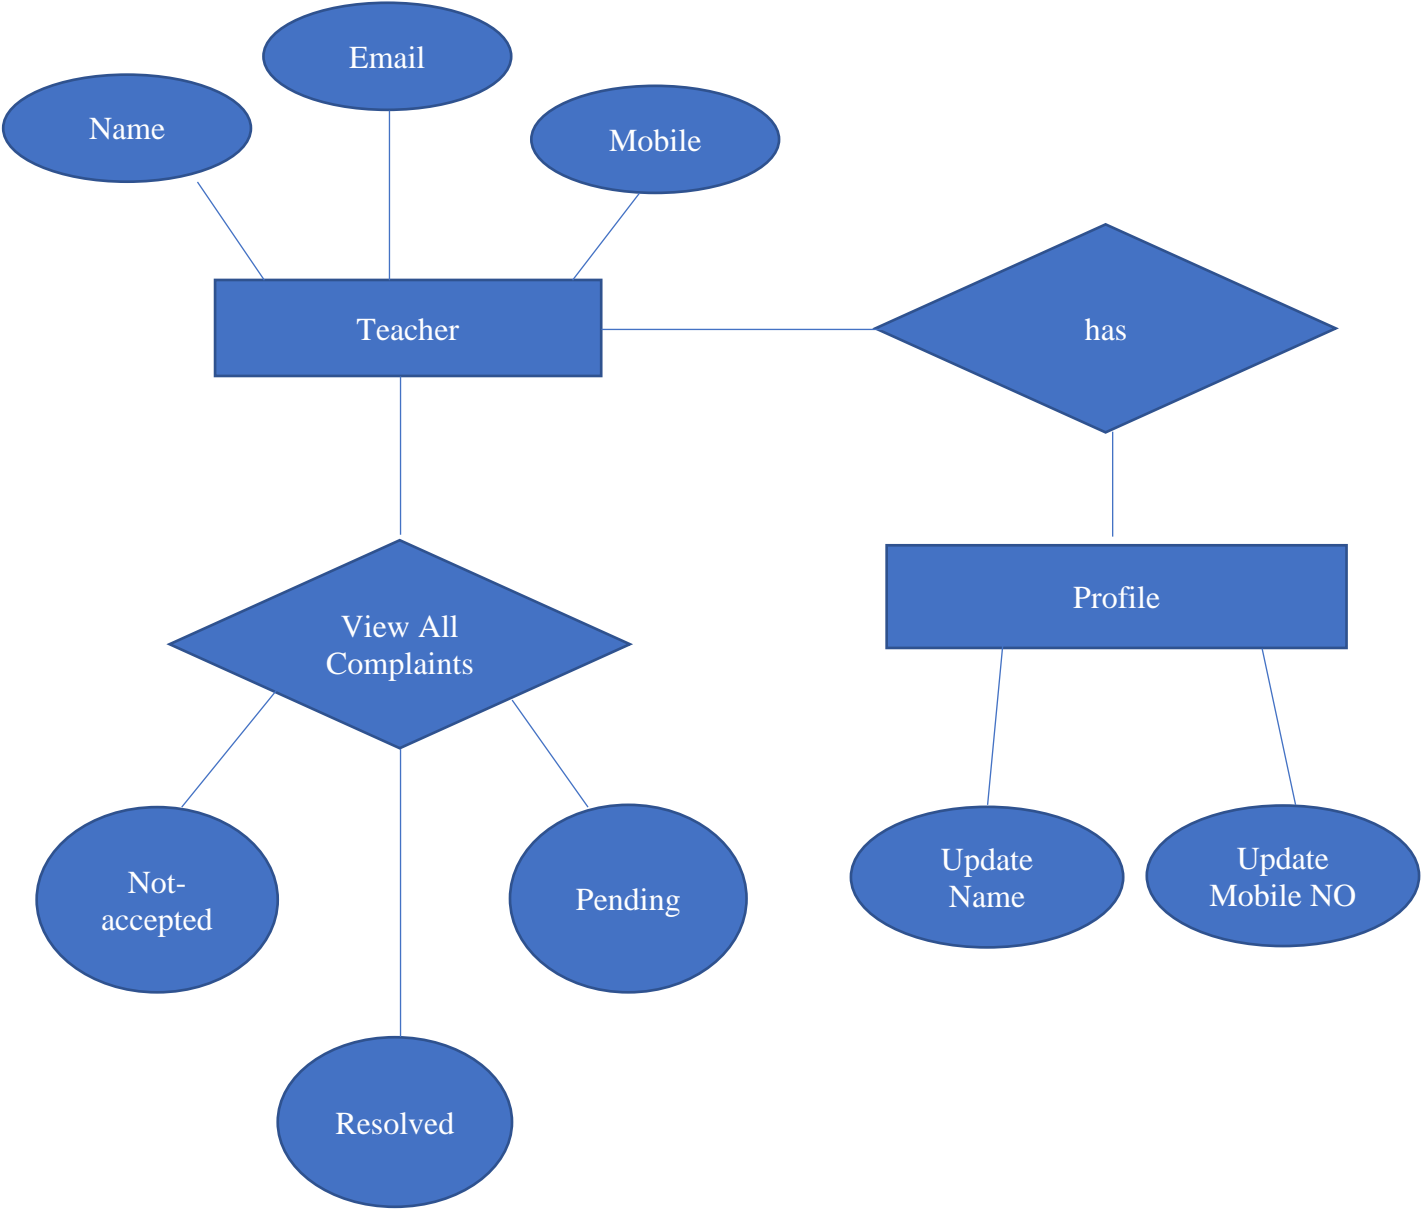 Email
Name
Mobile
Teacher
has
View All
Complaints
Profile
Not-
accepted
Pending
Update
Name
Update
Mobile NO
Resolved